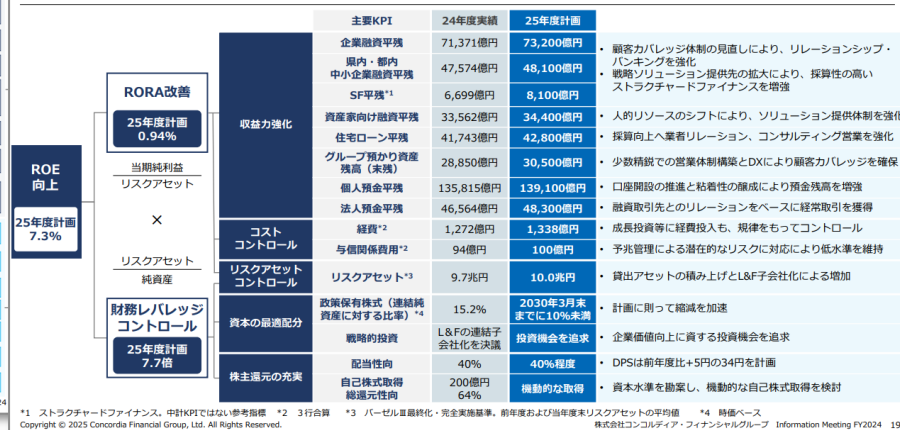 主要KPI 24年度実績 25年度計画
ROE
向上
25年度計画
7.3%
RORA改善
25年度計画
0.94%
当期純利益
リスクアセット
×
リスクアセット
純資産
財務レバレッジ
コントロール
25年度計画
7.7倍
収益力強化
企業融資平残 71,371億円 73,200億円
県内・都内
中小企業融資平残 47,574億円 48,100億円
SF平残*1 6,699億円 8,100億円
• 顧客カバレッジ体制の見直しにより、リレーションシップ・
バンキングを強化
• 戦略ソリューション提供先の拡大により、採算性の高い
ストラクチャードファイナンスを増強
資産家向け融資平残 33,562億円 34,400億円 • 人的リソースのシフトにより、ソリューション提供体制を強化
住宅ローン平残 41,743億円 42,800億円 • 採算向上へ業者リレーション、コンサルティング営業を強化
グループ預かり資産
残高（末残） 28,850億円 30,500億円 • 少数精鋭での営業体制構築とDXにより顧客カバレッジを確保
個人預金平残 135,815億円 139,100億円 • 口座開設の推進と粘着性の醸成により預金残高を増強
法人預金平残 46,564億円 48,300億円 • 融資取引先とのリレーションをベースに経常取引を獲得
コスト
コントロール
経費*2 1,272億円 1,338億円 • 成長投資等に経費投入も、規律をもってコントロール
与信関係費用*2 94億円 100億円 • 予兆管理による潜在的なリスクに対応により低水準を維持
リスクアセット
コントロール
リスクアセット*3 9.7兆円 10.0兆円 • 貸出アセットの積み上げとL&F子会社化による増加
資本の最適配分
政策保有株式（連結純
資産に対する比率）*4 15.2% 2030年3月末
までに10%未満 • 計画に則って縮減を加速
戦略的投資 L&Fの連結子
会社化を決議 投資機会を追求 • 企業価値向上に資する投資機会を追求
株主還元の充実
配当性向 40% 40%程度 • DPSは前年度比+5円の34円を計画
自己株式取得
総還元性向 200億円
64% 機動的な取得 • 資本水準を勘案し、機動的な自己株式取得を検討
*1 ストラクチャードファイナンス。中計KPIではない参考指標 *2 3行合算 *3 バーゼルⅢ最終化・完全実施基準。前年度および当年度末リスクアセットの平均値 *4 時価ベース
Copyright © 2025 Concordia Financial Group, Ltd. All Rights Reserved. 株式会社コンコルディア・フィナンシャルグループ Information Meeting FY2024 19